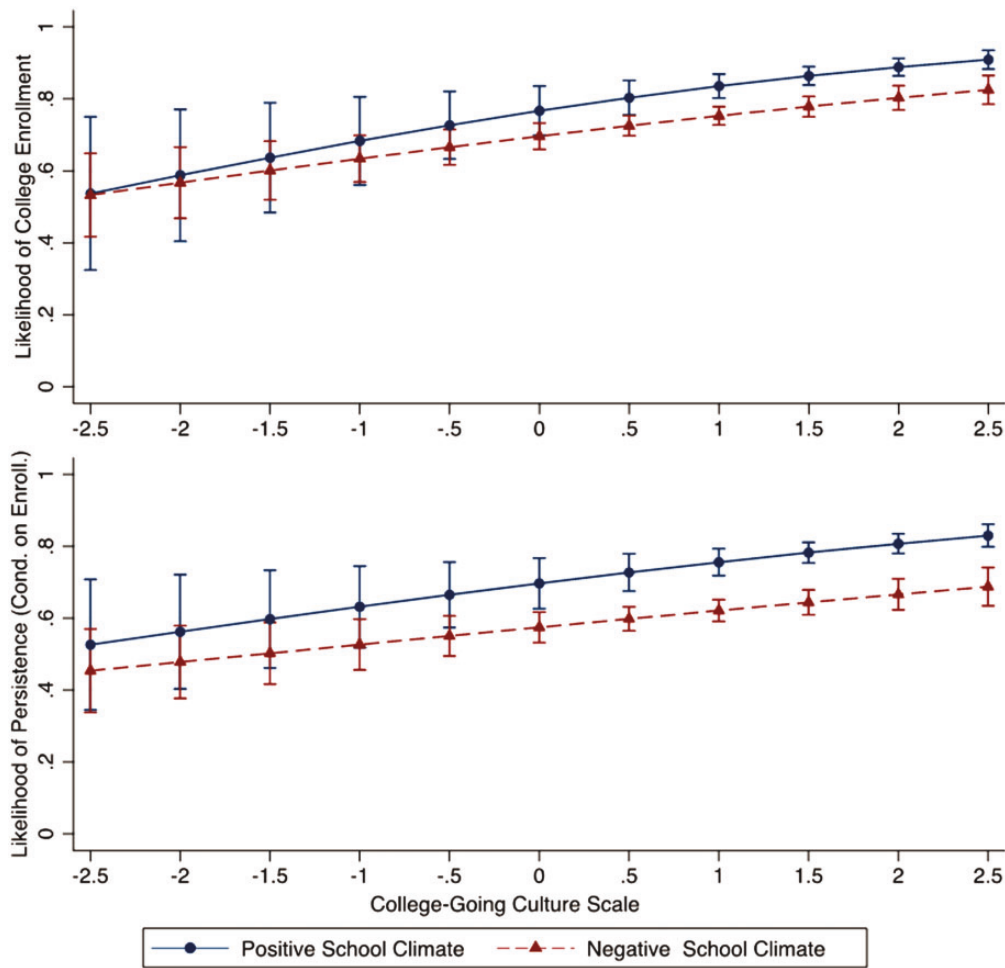 Likelihood of College Enrollment
1
.8
.6
.4
.2
0
-2.5 -2 -1.5 -1 -.5 0 .5 1 1.5 2 2.5
Likelihood of Persistence (Cond. on Enroll.)
1
.8
.6
.4
.2
0
-2.5 -2 -1.5 -1 -.5 0 .5 1 1.5 2 2.5
College-Going Culture Scale
Positive School Climate Negative School Climate